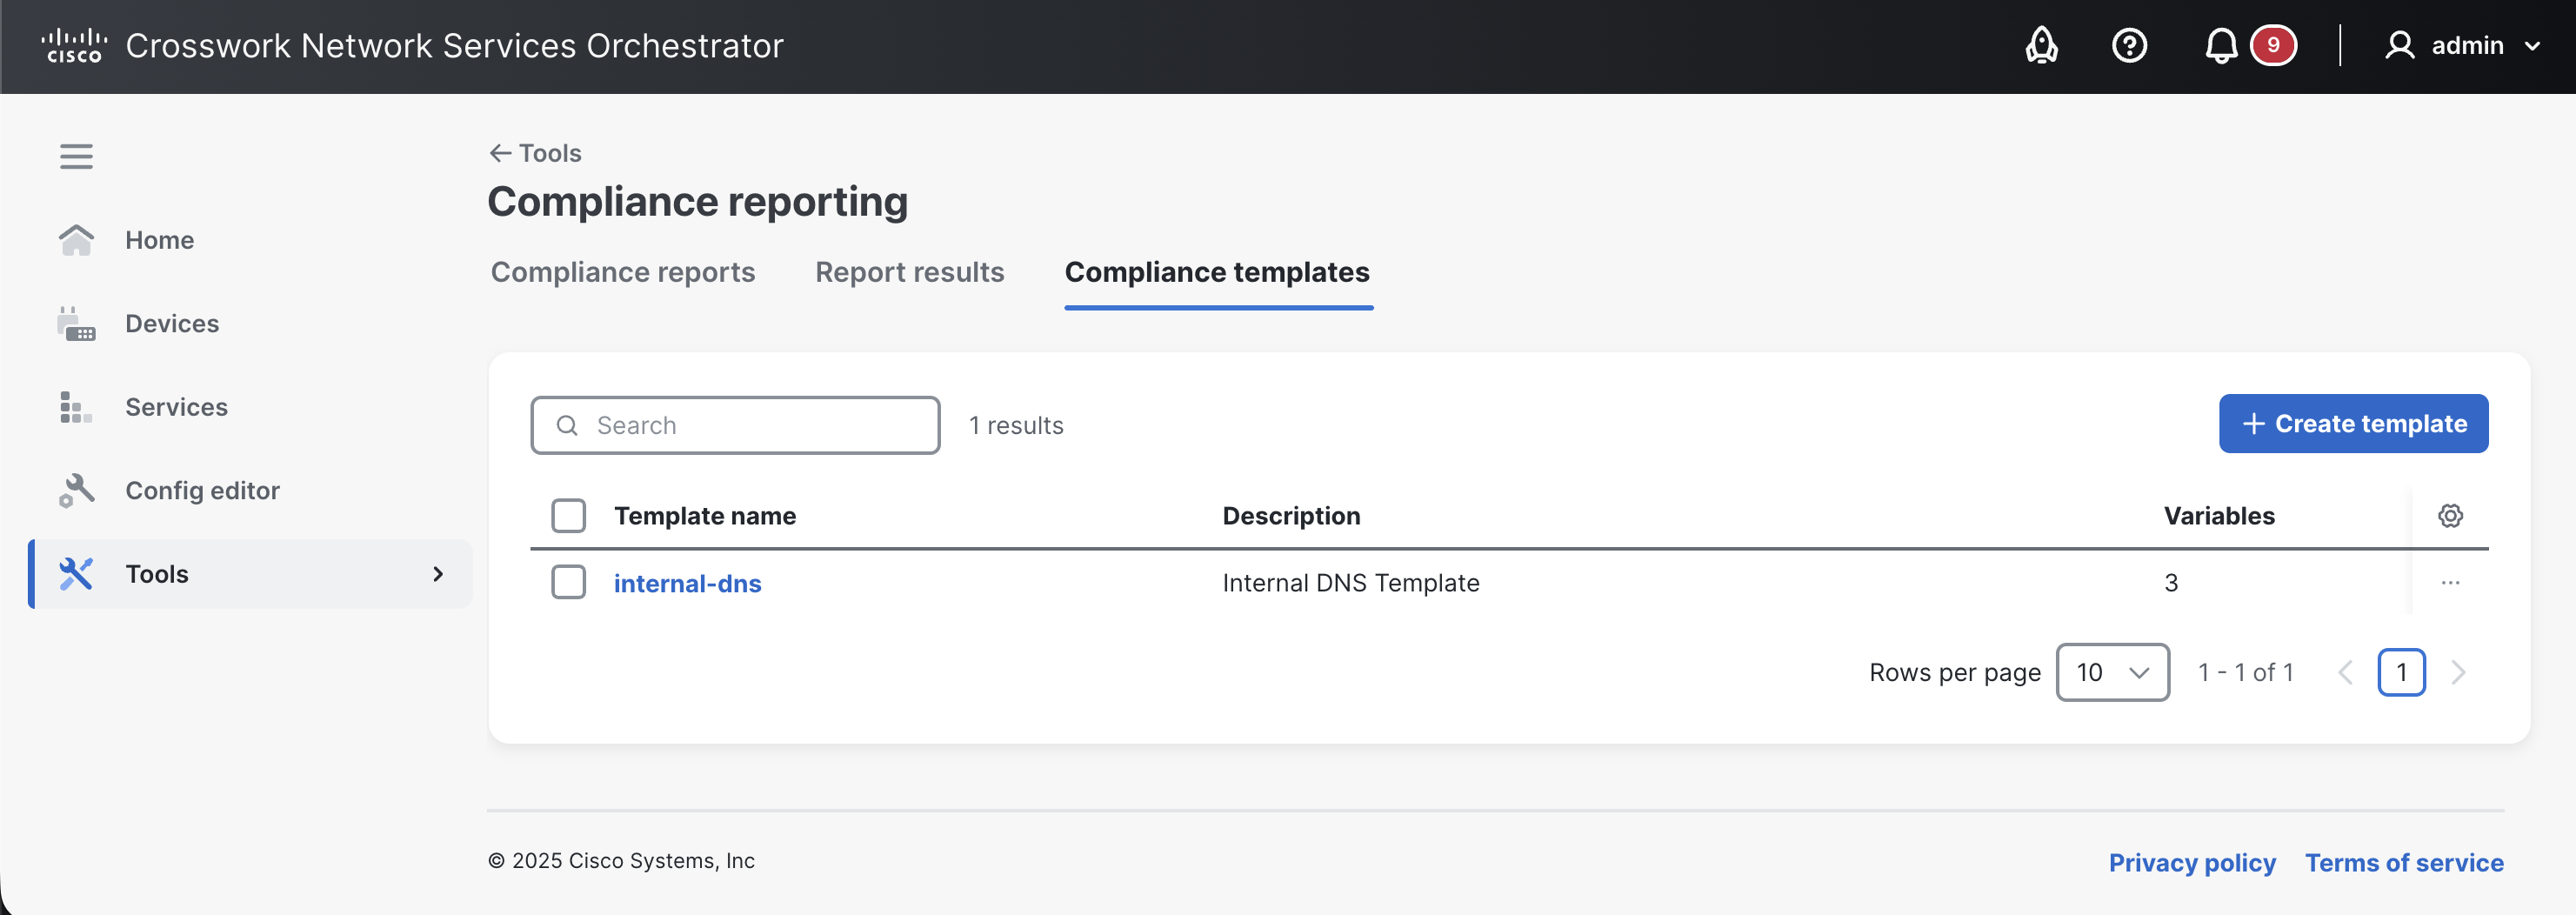 cisco Crosswork Network Services Orchestrator 9 admin
Home
Devices
Services
Config editor
Tools
← Tools
Compliance reporting
Compliance reports Report results Compliance templates
Search 1 results + Create template
Template name Description Variables
internal-dns Internal DNS Template 3 ...
Rows per page 10 1 - 1 of 1 1
© 2025 Cisco Systems, Inc Privacy policy Terms of service